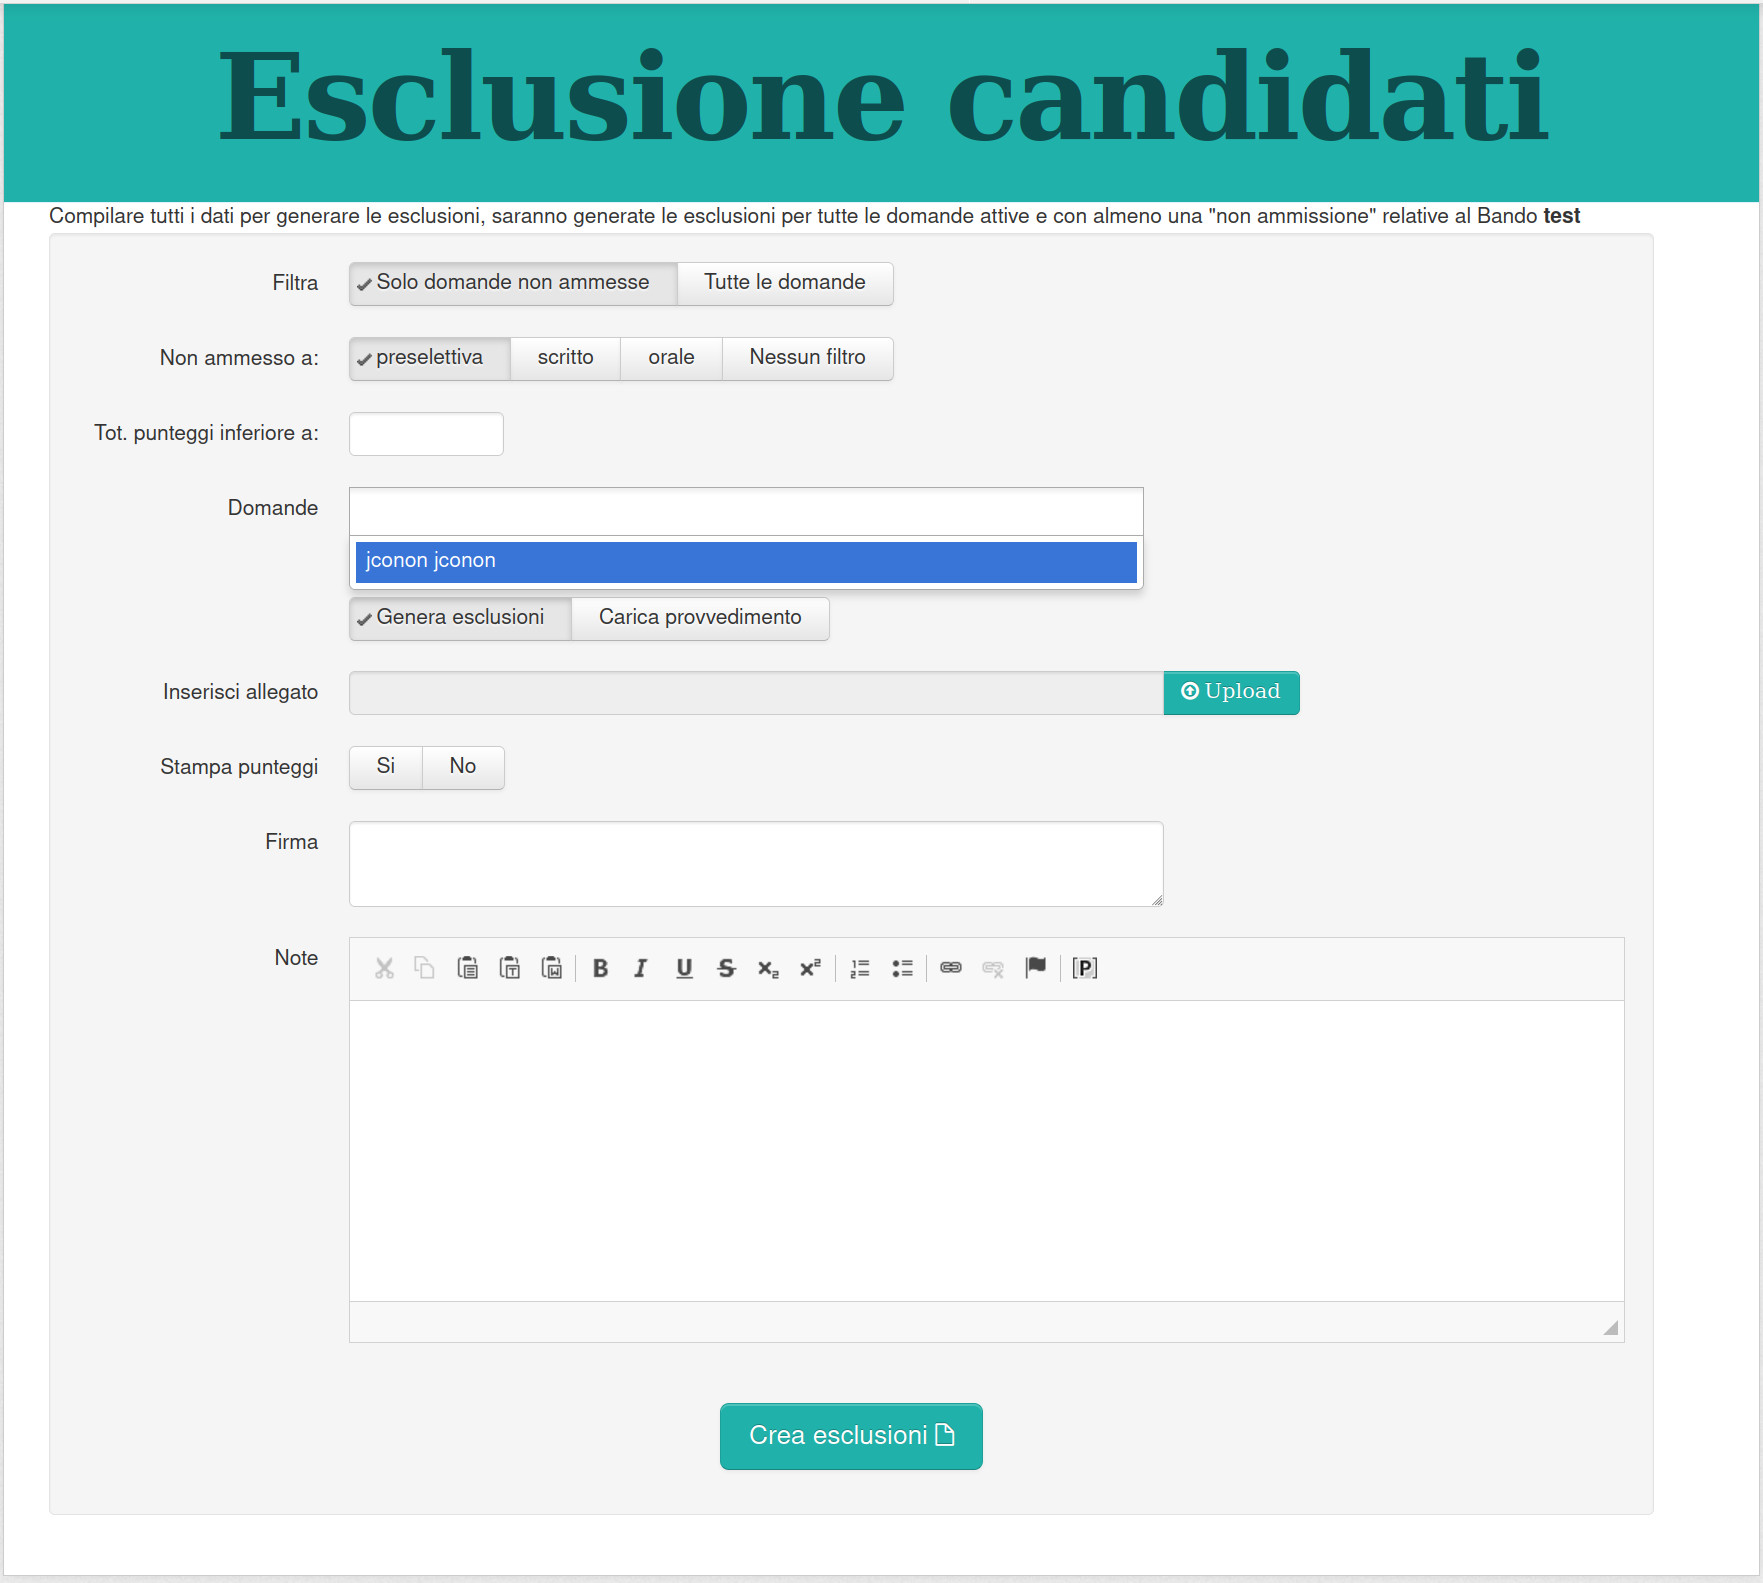 Esclusione candidati
Compilare tutti i dati per generare le esclusioni, saranno generate le esclusioni per tutte le domande attive e con almeno una "non ammissione" relative al Bando test
Filtra Solo domande non ammesse Tutte le domande
Non ammesso a: preselettiva scritto orale Nessun filtro
Tot. punteggi inferiore a:
Domande
jconon jconon
Genera esclusioni Carica provvedimento
Inserisci allegato Upload
Stampa punteggi Si No
Firma
Note
Crea esclusioni